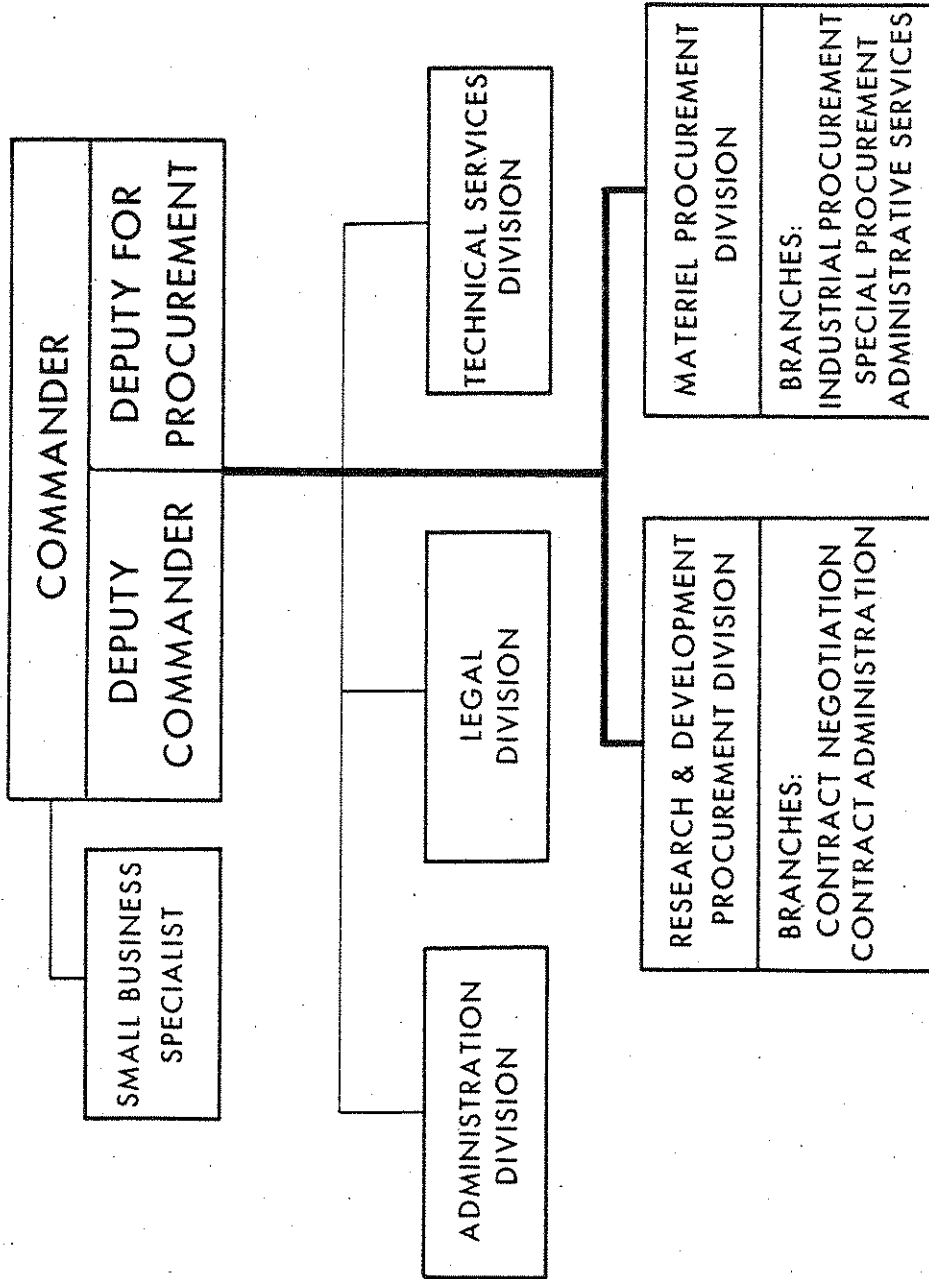 COMMANDER
DEPUTY
COMMANDER
DEPUTY FOR
PROCUREMENT
SMALL BUSINESS
SPECIALIST
ADMINISTRATION
DIVISION
LEGAL
DIVISION
TECHNICAL SERVICES
DIVISION
RESEARCH & DEVELOPMENT
PROCUREMENT DIVISION
BRANCHES:
CONTRACT NEGOTIATION
CONTRACT ADMINISTRATION
MATERIEL PROCUREMENT
DIVISION
BRANCHES:
INDUSTRIAL PROCUREMENT
SPECIAL PROCUREMENT
ADMINISTRATIVE SERVICES